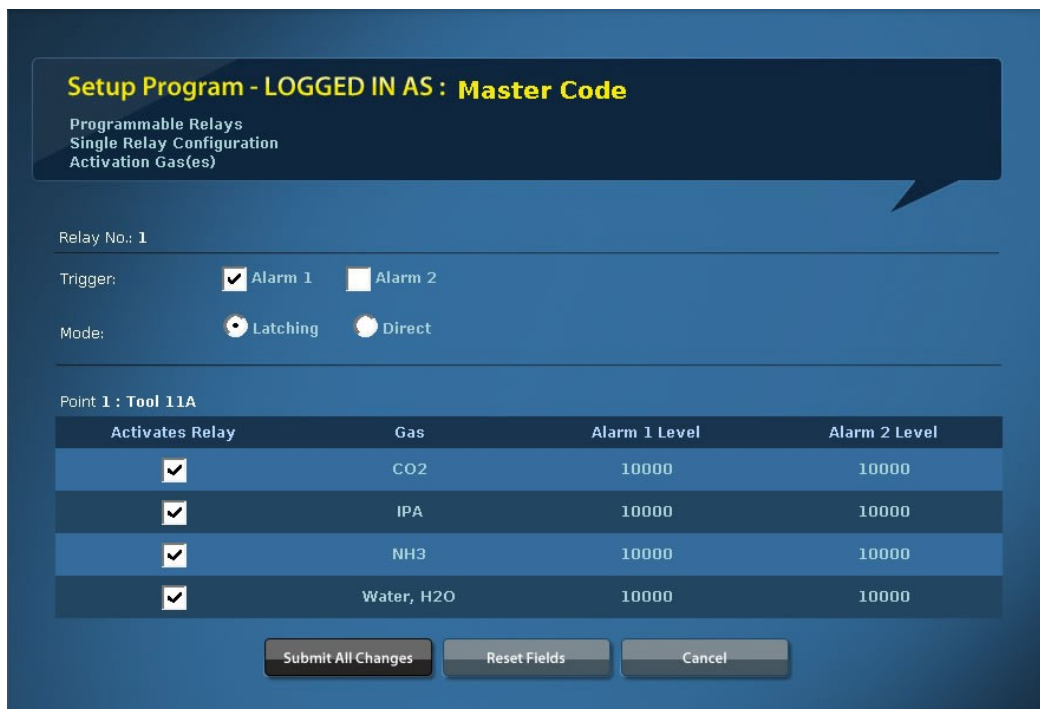 Setup Program - LOGGED IN AS : Master Code
Programmable Relays
Single Relay Configuration
Activation Gas(es)
Relay No.: 1
Trigger: Alarm 1 Alarm 2
Mode: Latching Direct
Point 1 : Tool 11A
Activates Relay Gas Alarm 1 Level Alarm 2 Level
CO2 10000 10000
IPA 10000 10000
NH3 10000 10000
Water, H2O 10000 10000
Submit All Changes Reset Fields Cancel